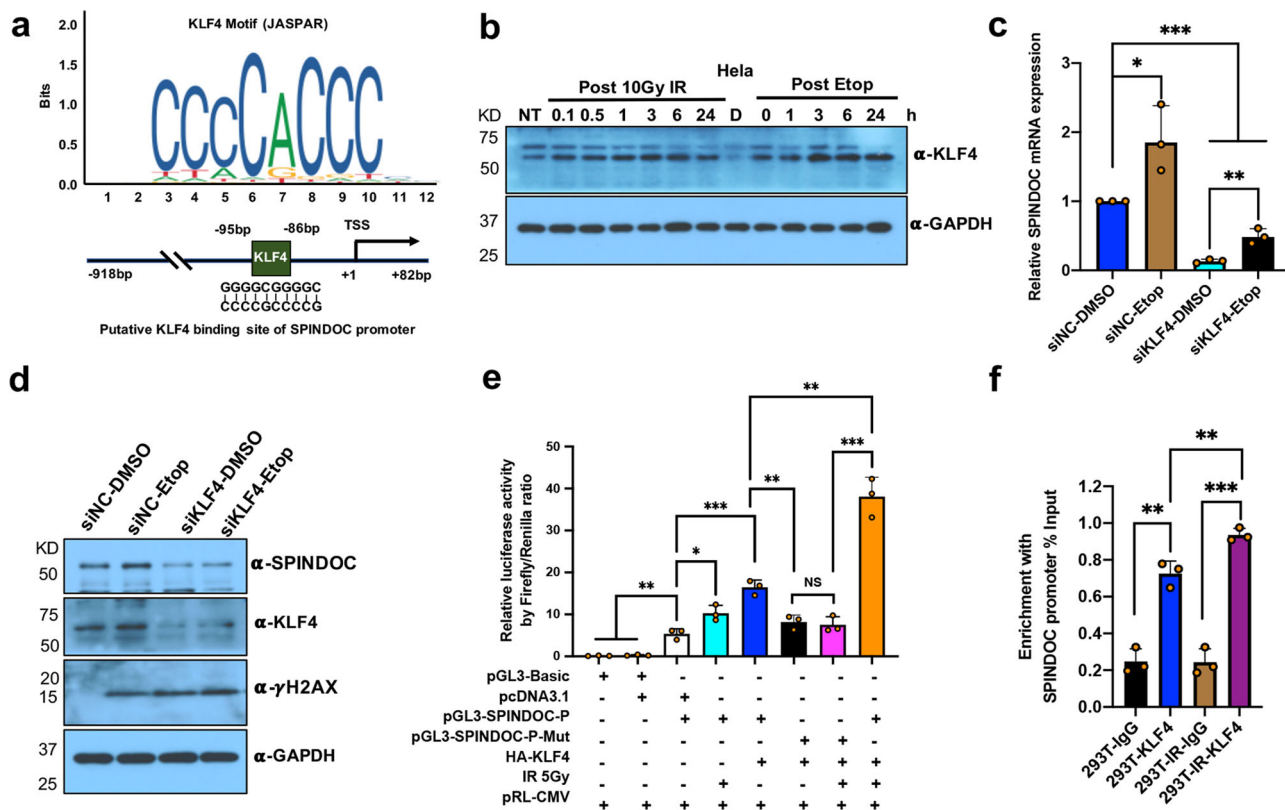 a
KLF4 Motif (JASPAR)
2.0
1.5
1.0
0.5
0.0
Bits
CCCCACCC
1 2 3 4 5 6 7 8 9 10 11 12
-95bp -86bp TSS
KLF4
-918bp +1 +82bp
GGGGCGGGGC
CCCCGCCCCG
Putative KLF4 binding site of SPINDOC promoter
b
Hela
Post 10Gy IR Post Etop
KD NT 0.1 0.5 1 3 6 24 D 0 1 3 6 24 h
75
50
α-KLF4
37
25
α-GAPDH
c
Relative SPINDOC mRNA expression
3
2
1
0
***
*
**
siNC-DMSO
siNC-Etop
siKLF4-DMSO
siKLF4-Etop
d
siNC-DMSO
siNC-Etop
siKLF4-DMSO
siKLF4-Etop
KD
50
α-SPINDOC
75
50
α-KLF4
20
15
α-γH2AX
37
25
α-GAPDH
e
Relative luciferase activity
by Firefly/Renilla ratio
50
40
30
20
10
0
**
*
***
**
NS
***
**
pGL3-Basic + + - - - - - -
pcDNA3.1 - + + - - - - -
pGL3-SPINDOC-P - - + + + - - +
pGL3-SPINDOC-P-Mut - - - - - + + -
HA-KLF4 - - - - + + + +
IR 5Gy - - - + - - + +
pRL-CMV + + + + + + + +
f
Enrichment with
SPINDOC promoter % Input
1.2
1.0
0.8
0.6
0.4
0.2
0.0
**
**
***
293T-IgG
293T-KLF4
293T-IR-IgG
293T-IR-KLF4